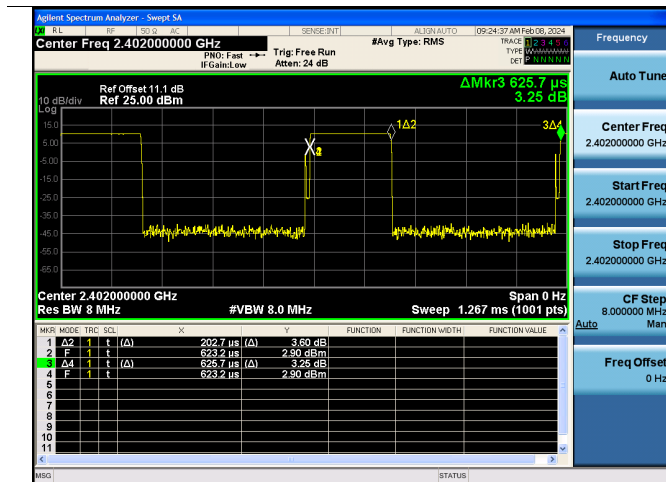 Agilent Spectrum Analyzer - Swept SA
RL RF 50 Ω AC SENSE:INT ALIGN AUTO 09:24:37 AM Feb 08, 2024
Center Freq 2.402000000 GHz
PNO: Fast
IFGain:Low
Trig: Free Run
Atten: 24 dB
#Avg Type: RMS
TRACE 1 2 3 4 5 6
TYPE
DET P N N N N N
Frequency
ΔMkr3 625.7 µs
3.25 dB
Ref Offset 11.1 dB
10 dB/div Ref 25.00 dBm
Log
15.0
5.00
-5.00
-15.0
-25.0
-35.0
-45.0
-55.0
-65.0
1Δ2
3Δ4
Center 2.402000000 GHz Span 0 Hz
Res BW 8 MHz #VBW 8.0 MHz Sweep 1.267 ms (1001 pts)
MKR MODE TRC SCL X Y FUNCTION FUNCTION WIDTH FUNCTION VALUE
1 Δ2 1 t (Δ) 202.7 µs (Δ) 3.60 dB
2 F 1 t 623.2 µs 2.90 dBm
3 Δ4 1 t (Δ) 625.7 µs (Δ) 3.25 dB
4 F 1 t 623.2 µs 2.90 dBm
5
6
7
8
9
10
11
MSG STATUS
Auto Tune
Center Freq
2.402000000 GHz
Start Freq
2.402000000 GHz
Stop Freq
2.402000000 GHz
CF Step
8.000000 MHz
Auto Man
Freq Offset
0 Hz